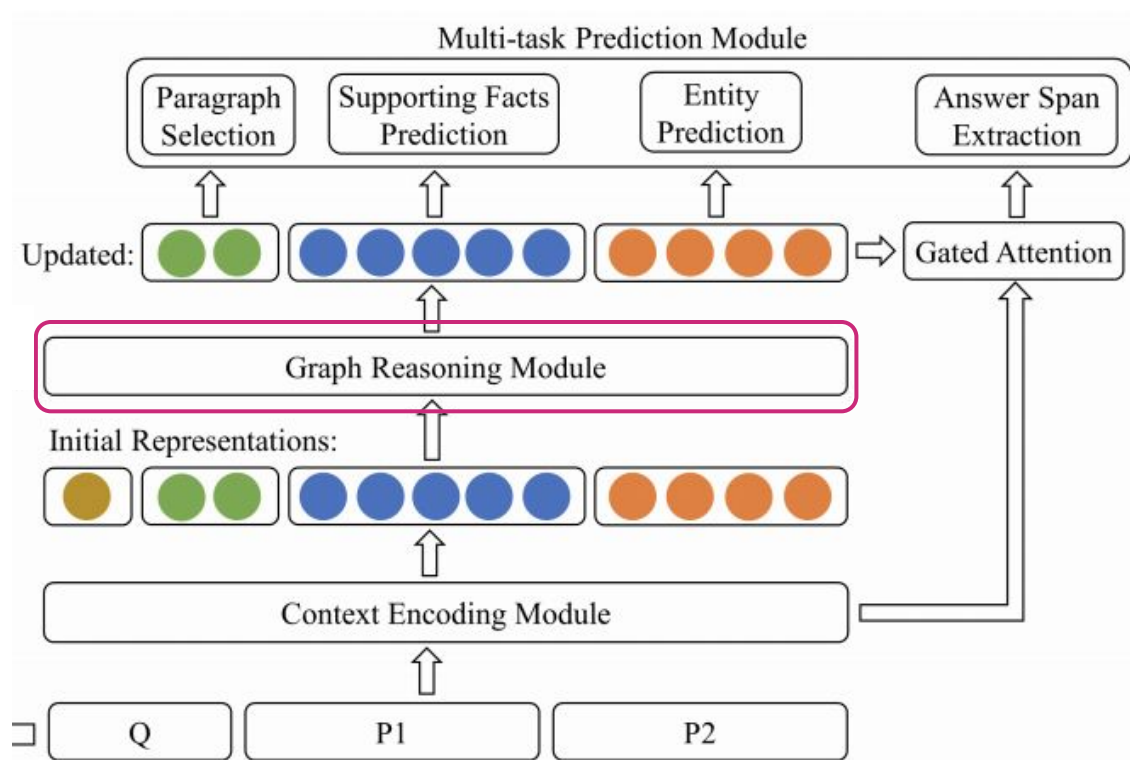 Multi-task Prediction Module
Paragraph
Selection
Supporting Facts
Prediction
Entity
Prediction
Answer Span
Extraction
Updated:
Gated Attention
Graph Reasoning Module
Initial Representations:
Context Encoding Module
Q
P1
P2